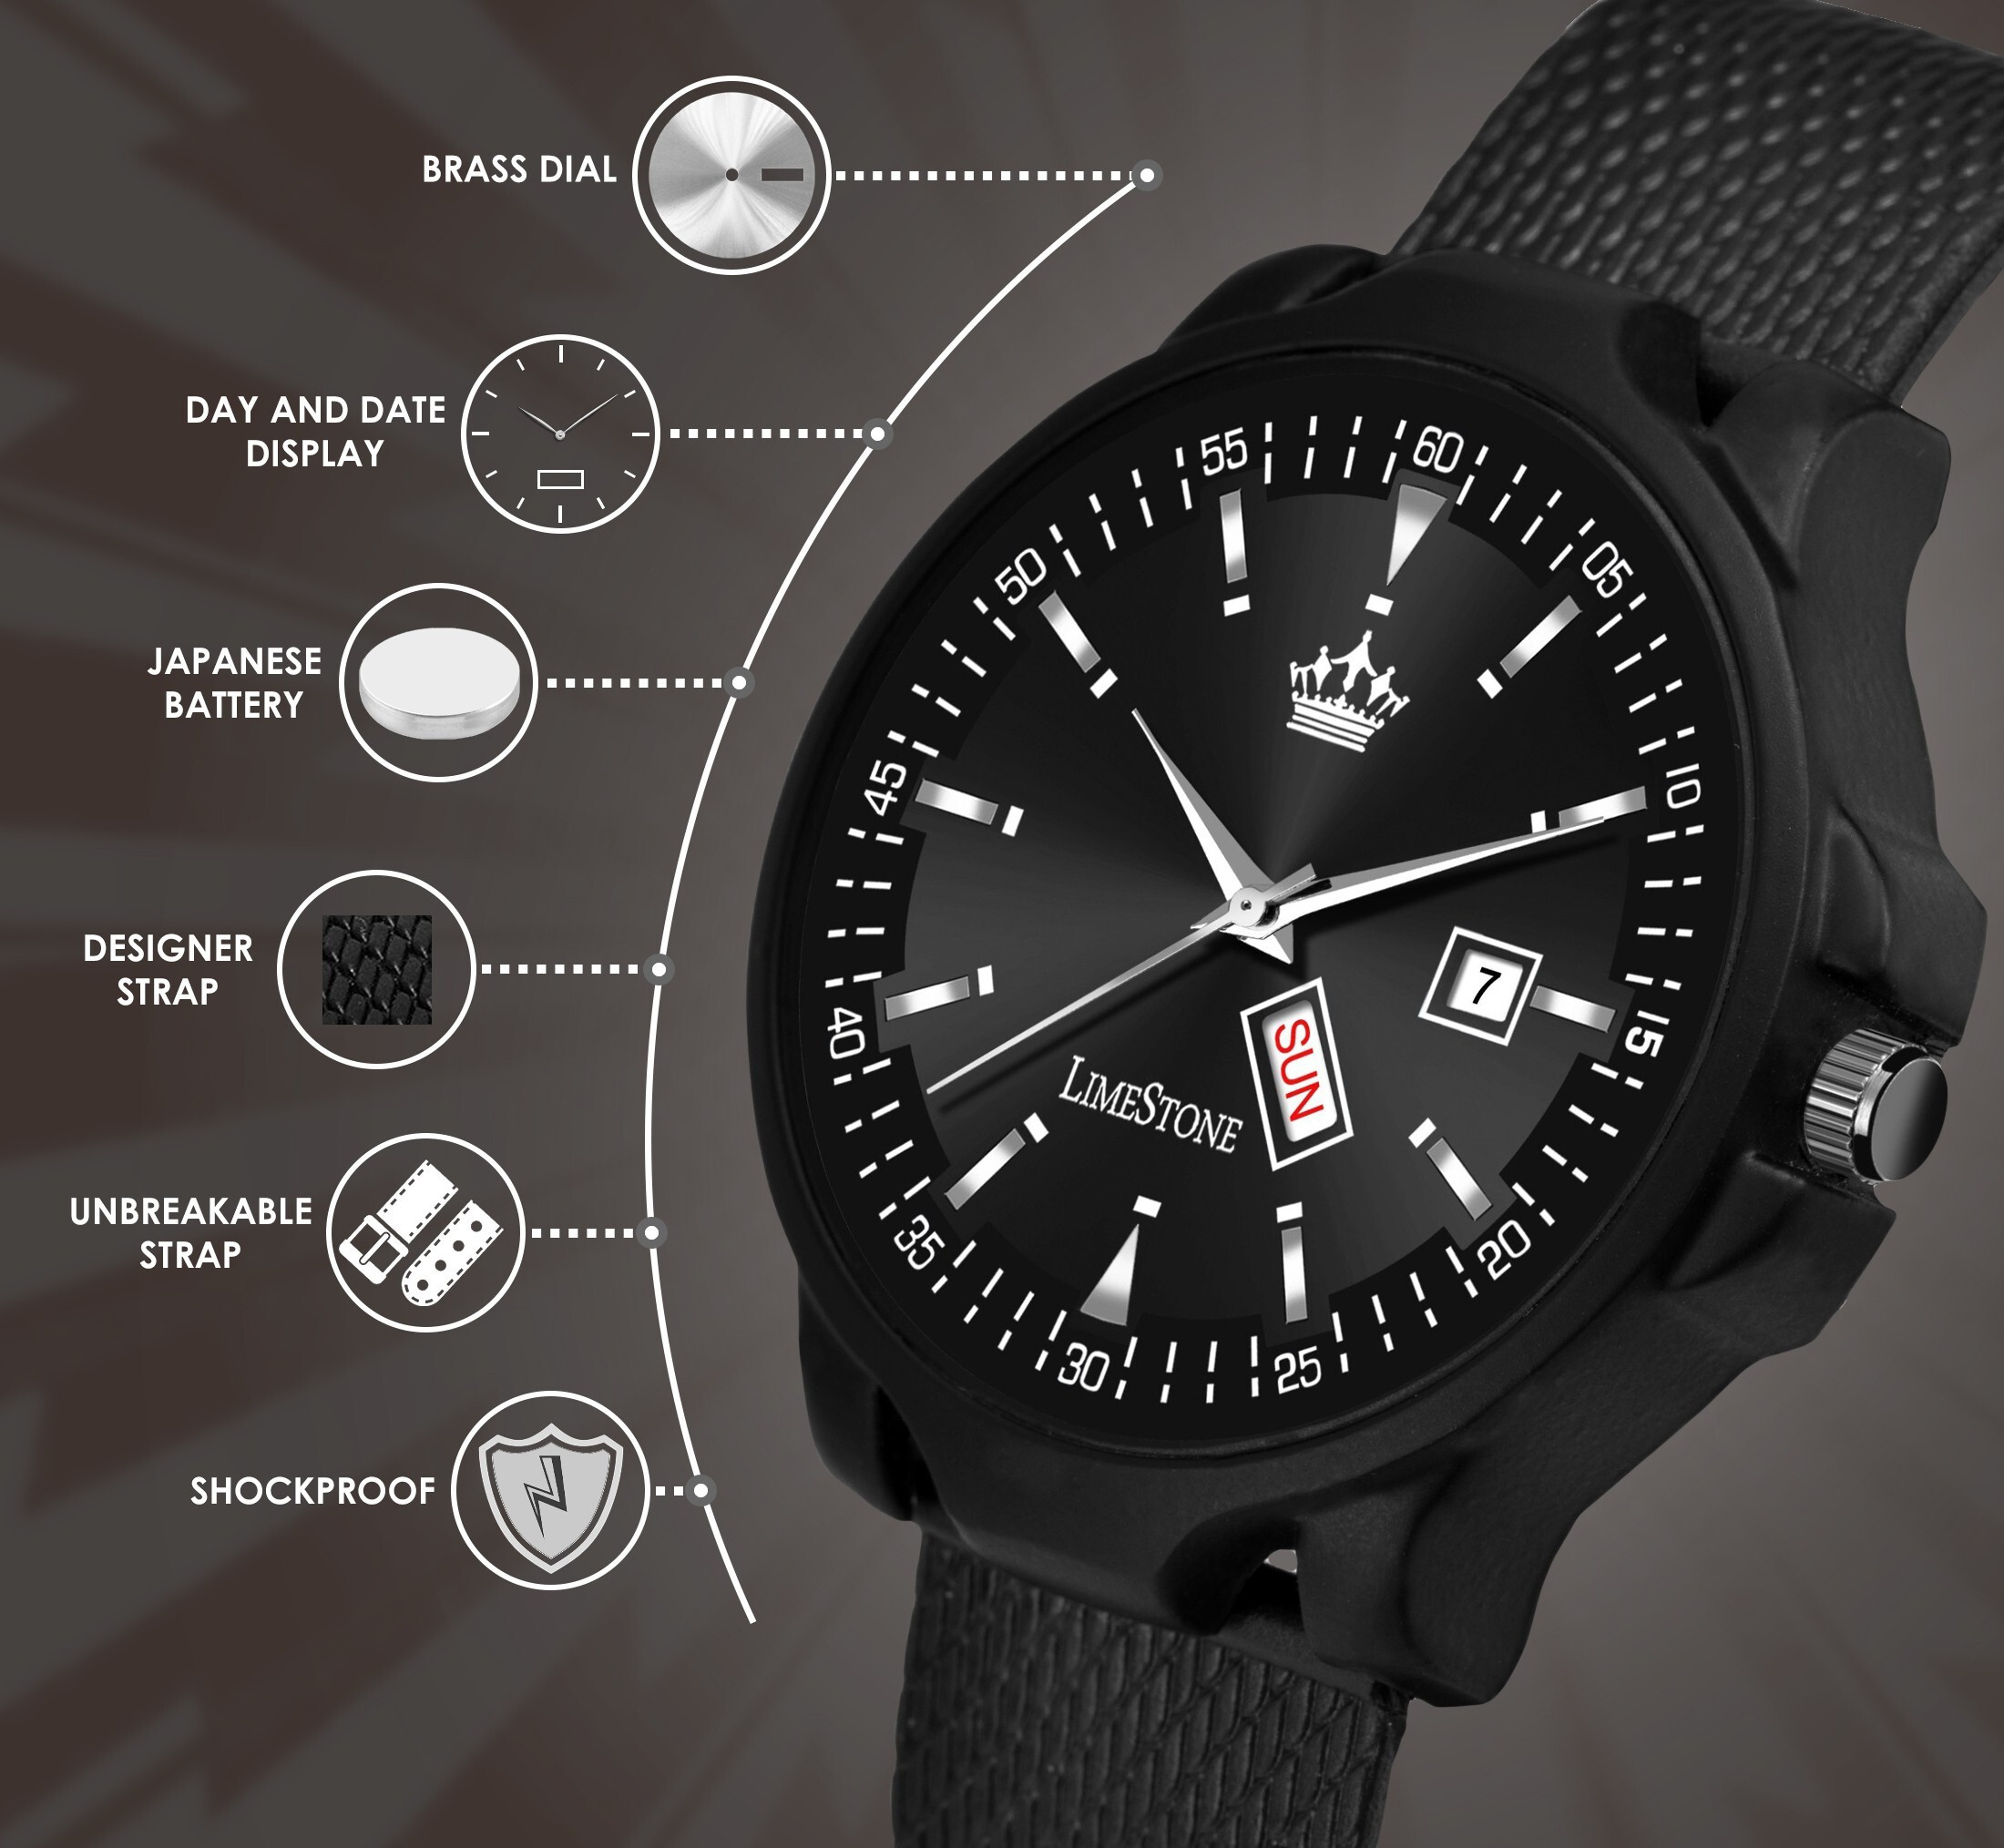 BRASS DIAL
DAY AND DATE
DISPLAY
JAPANESE
BATTERY
DESIGNER
STRAP
UNBREAKABLE
STRAP
SHOCKPROOF
60
05
10
15
20
25
30
35
40
45
50
55
7
SUN
LIMESTONE